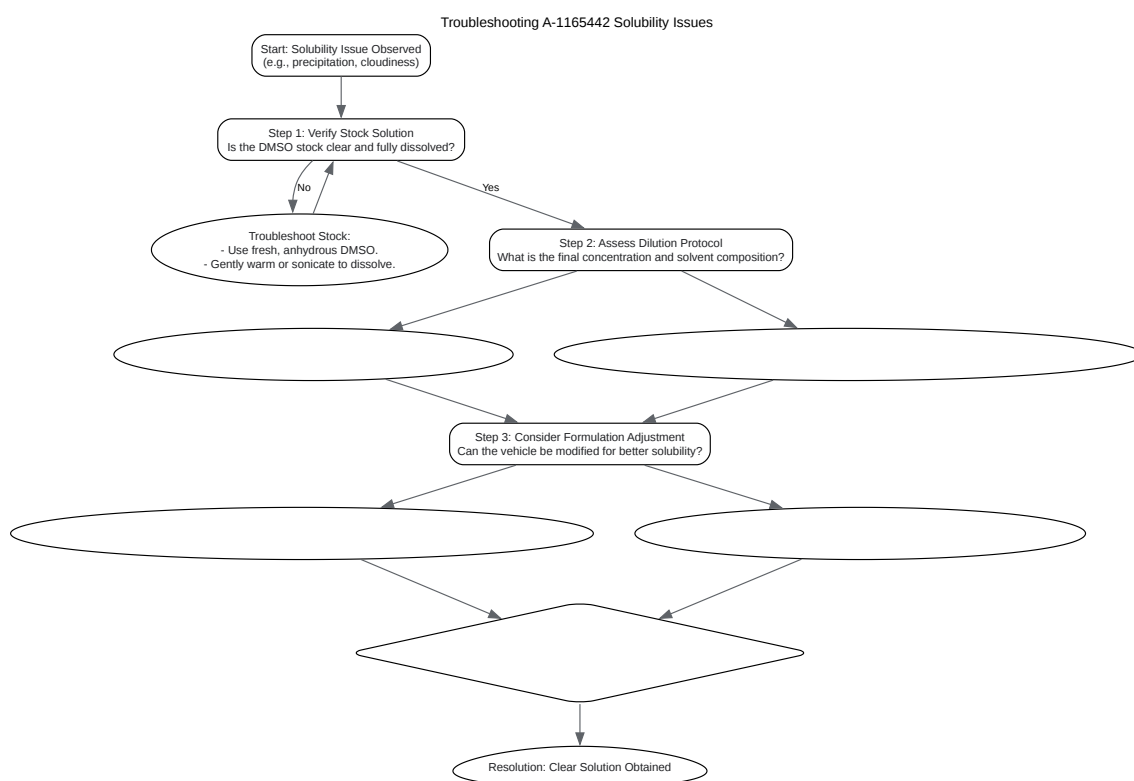 Troubleshooting A-1165442 Solubility Issues
Start: Solubility Issue Observed
(e.g., precipitation, cloudiness)
Step 1: Verify Stock Solution
Is the DMSO stock clear and fully dissolved?
No
Yes
Troubleshoot Stock:
- Use fresh, anhydrous DMSO.
- Gently warm or sonicate to dissolve.
Step 2: Assess Dilution Protocol
What is the final concentration and solvent composition?
Step 3: Consider Formulation Adjustment
Can the vehicle be modified for better solubility?
Resolution: Clear Solution Obtained